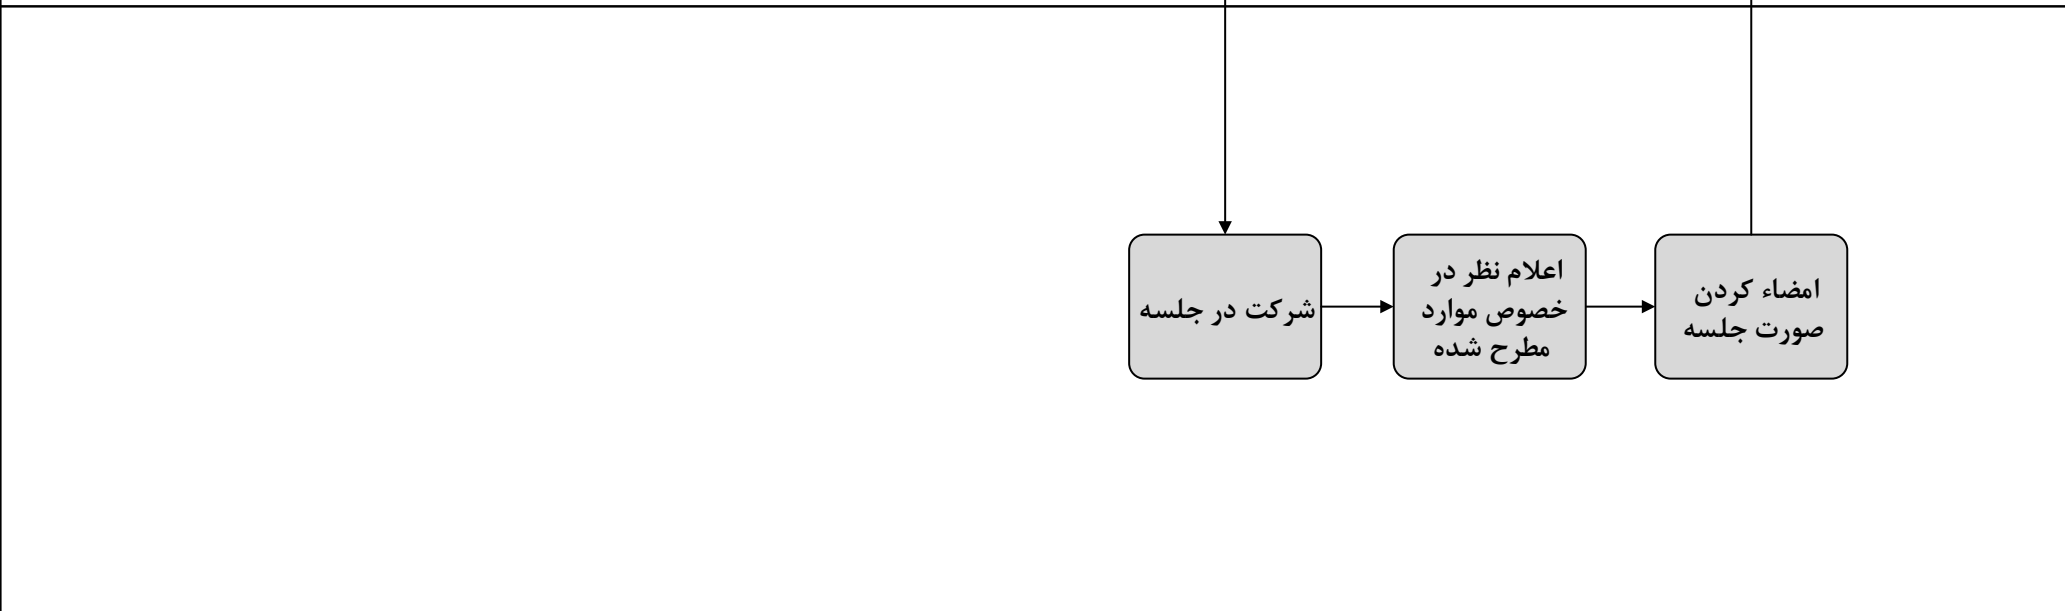 شرکت در جلسه
اعلام نظر در
خصوص موارد
مطرح شده
امضاء کردن
صورت جلسه